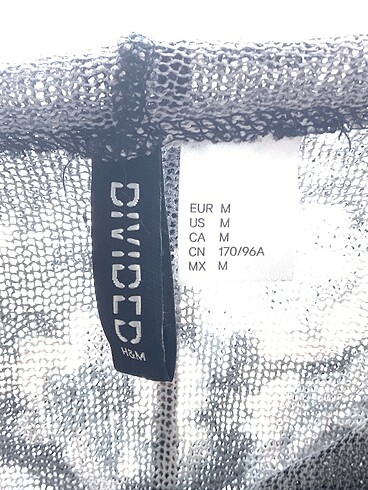 DIVIDED
H&M
EUR M
US M
CA M
CN 170/96A
MX M